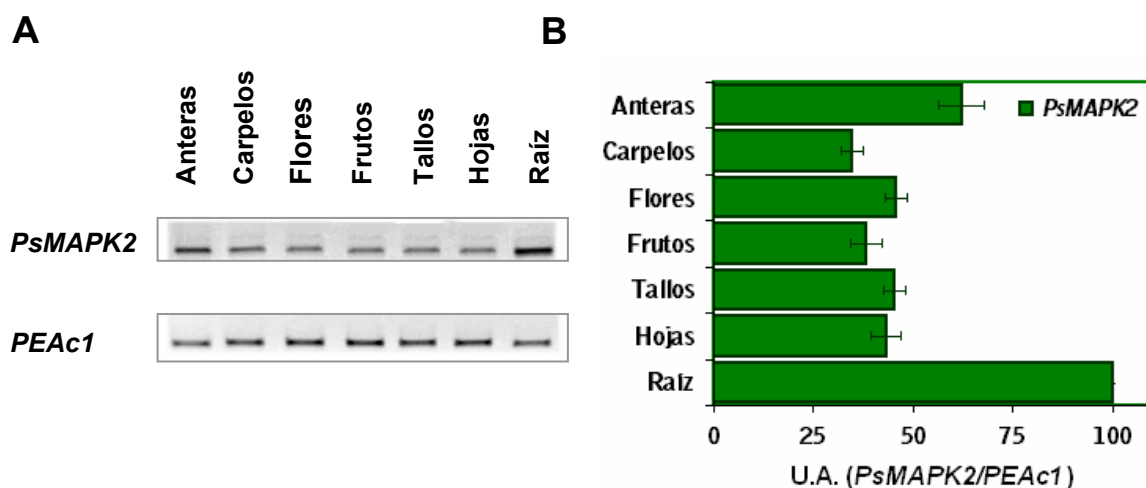 A
Anteras
Carpelos
Flores
Frutos
Tallos
Hojas
Raíz
PsMAPK2
PEAc1
B
PsMAPK2
Anteras
Carpelos
Flores
Frutos
Tallos
Hojas
Raíz
0 25 50 75 100
U.A. (PsMAPK2/PEAc1)